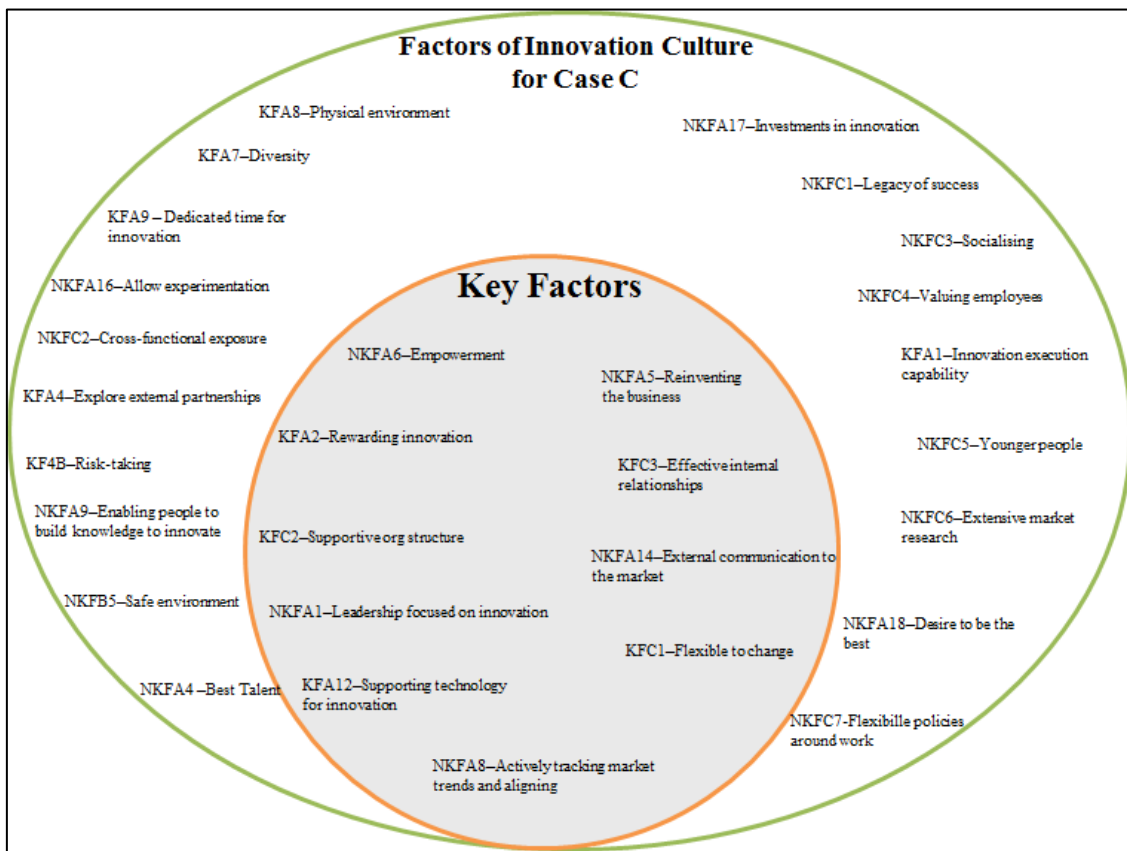 Factors of Innovation Culture
for Case C
KFA8–Physical environment
NKFA17–Investments in innovation
KFA7–Diversity
NKFC1–Legacy of success
KFA9 – Dedicated time for
innovation
NKFC3–Socialising
NKFA16–Allow experimentation
NKFC4–Valuing employees
NKFC2–Cross-functional exposure
KFA1–Innovation execution
capability
KFA4–Explore external partnerships
NKFC5–Younger people
KF4B–Risk-taking
NKFA9–Enabling people to
build knowledge to innovate
NKFC6–Extensive market
research
NKFB5–Safe environment
NKFA18–Desire to be the
best
NKFA4 –Best Talent
NKFC7-Flexibille policies
around work
Key Factors
NKFA6–Empowerment
NKFA5–Reinventing
the business
KFA2–Rewarding innovation
KFC3–Effective internal
relationships
KFC2–Supportive org structure
NKFA14–External communication to
the market
NKFA1–Leadership focused on innovation
KFC1–Flexible to change
KFA12–Supporting technology
for innovation
NKFA8–Actively tracking market
trends and aligning